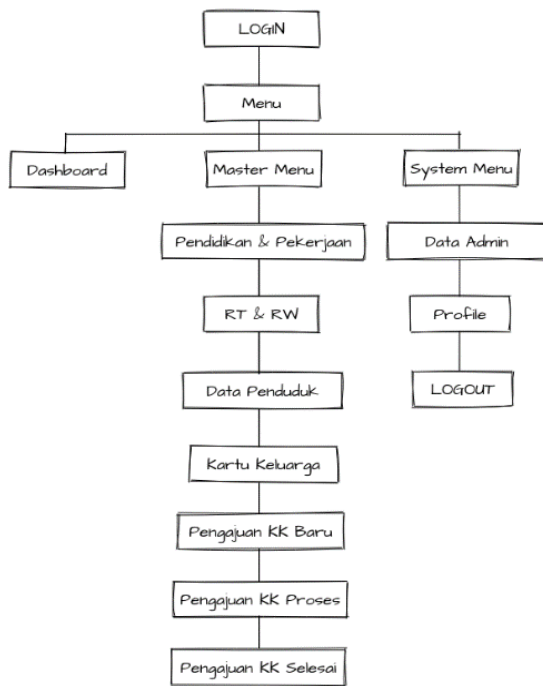 LOGIN
Menu
Dashboard
Master Menu
System Menu
Pendidikan & Pekerjaan
Data Admin
RT & RW
Profile
Data Penduduk
LOGOUT
Kartu Keluarga
Pengajuan KK Baru
Pengajuan KK Proses
Pengajuan KK Selesai